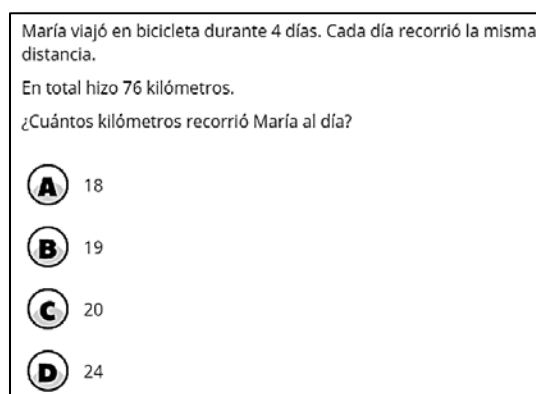 María viajó en bicicleta durante 4 días. Cada día recorrió la misma
distancia.
En total hizo 76 kilómetros.
¿Cuántos kilómetros recorrió María al día?
A 18
B 19
C 20
D 24